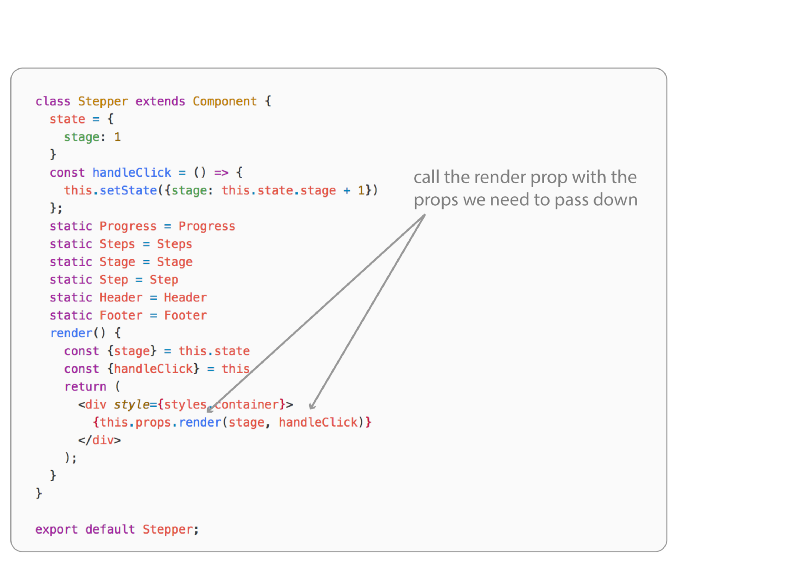 class Stepper extends Component {
state = {
stage: 1
}
const handleClick = () => {
this.setState({stage: this.state.stage + 1})
};
static Progress = Progress
static Steps = Steps
static Stage = Stage
static Step = Step
static Header = Header
static Footer = Footer
render() {
const {stage} = this.state
const {handleClick} = this
return (
<div style={styles.container}>
{this.props.render(stage, handleClick)}
</div>
);
}
}
export default Stepper;
call the render prop with the
props we need to pass down